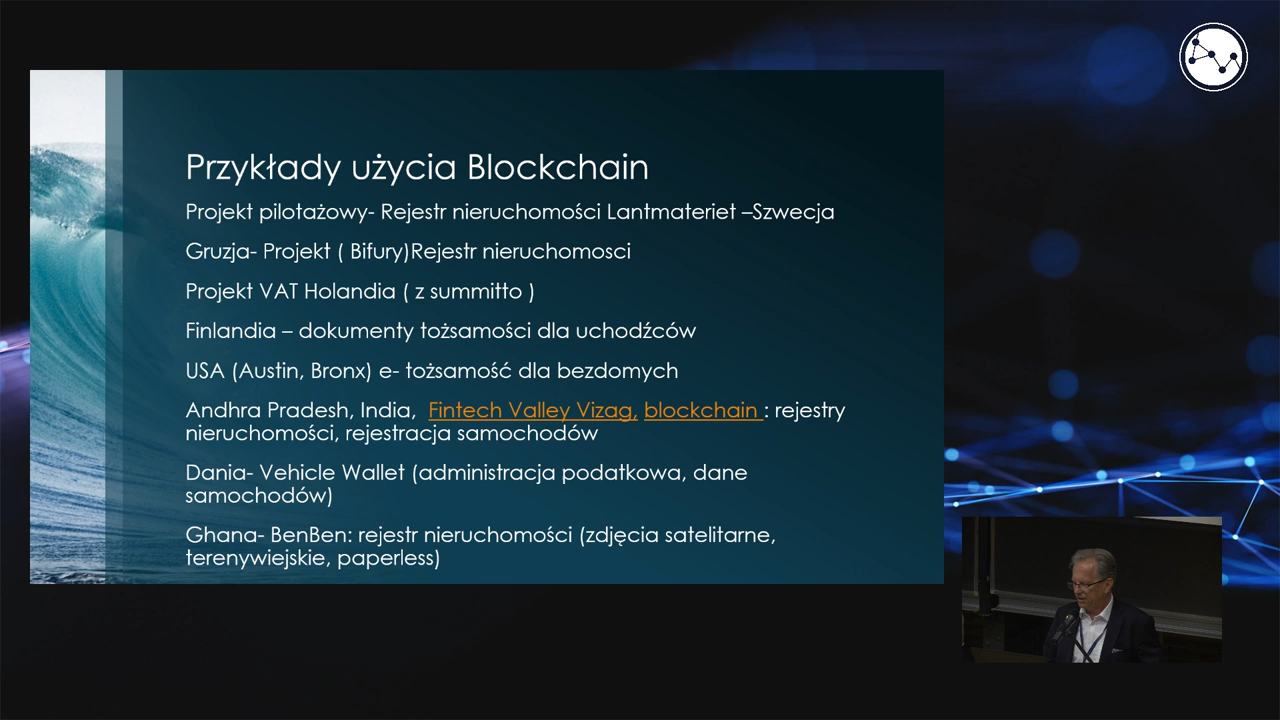 Przykłady użycia Blockchain
Projekt pilotażowy- Rejestr nieruchomości Lantmateriet –Szwecja
Gruzja- Projekt ( Bifury)Rejestr nieruchomosci
Projekt VAT Holandia ( z summitto )
Finlandia – dokumenty tożsamości dla uchodźców
USA (Austin, Bronx) e- tożsamość dla bezdomych
Andhra Pradesh, India, Fintech Valley Vizag, blockchain : rejestry
nieruchomości, rejestracja samochodów
Dania- Vehicle Wallet (administracja podatkowa, dane
samochodów)
Ghana- BenBen: rejestr nieruchomości (zdjęcia satelitarne,
terenywiejskie, paperless)